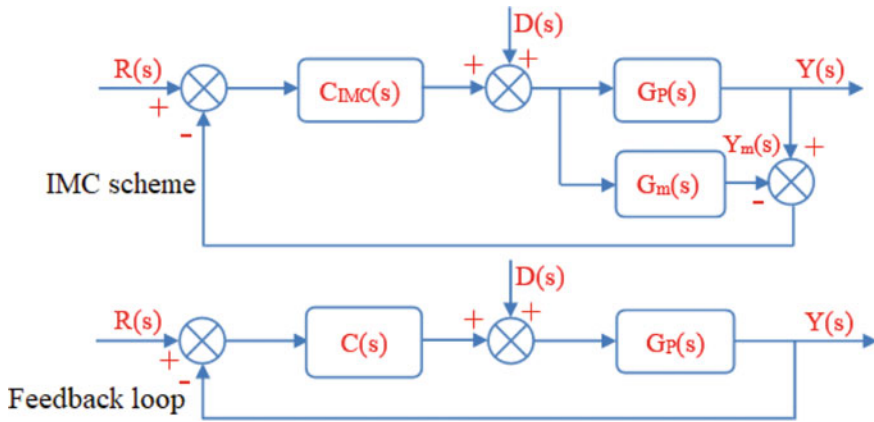 D(s)
R(s) + - C_IMC(s) + + G_P(s) Y(s)
Y_m(s) +
IMC scheme G_m(s) -
D(s)
R(s) + - C(s) + + G_P(s) Y(s)
Feedback loop